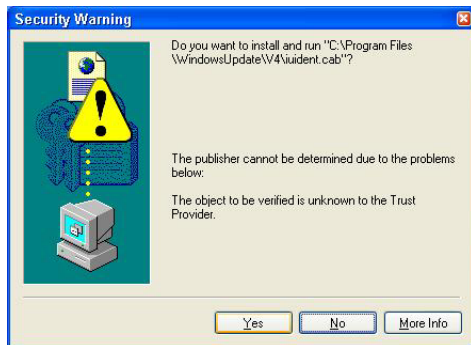 Security Warning
Do you want to install and run "C:\Program Files
\WindowsUpdate\V4\iuident.cab"?
The publisher cannot be determined due to the problems
below:
The object to be verified is unknown to the Trust
Provider.
Yes No More Info